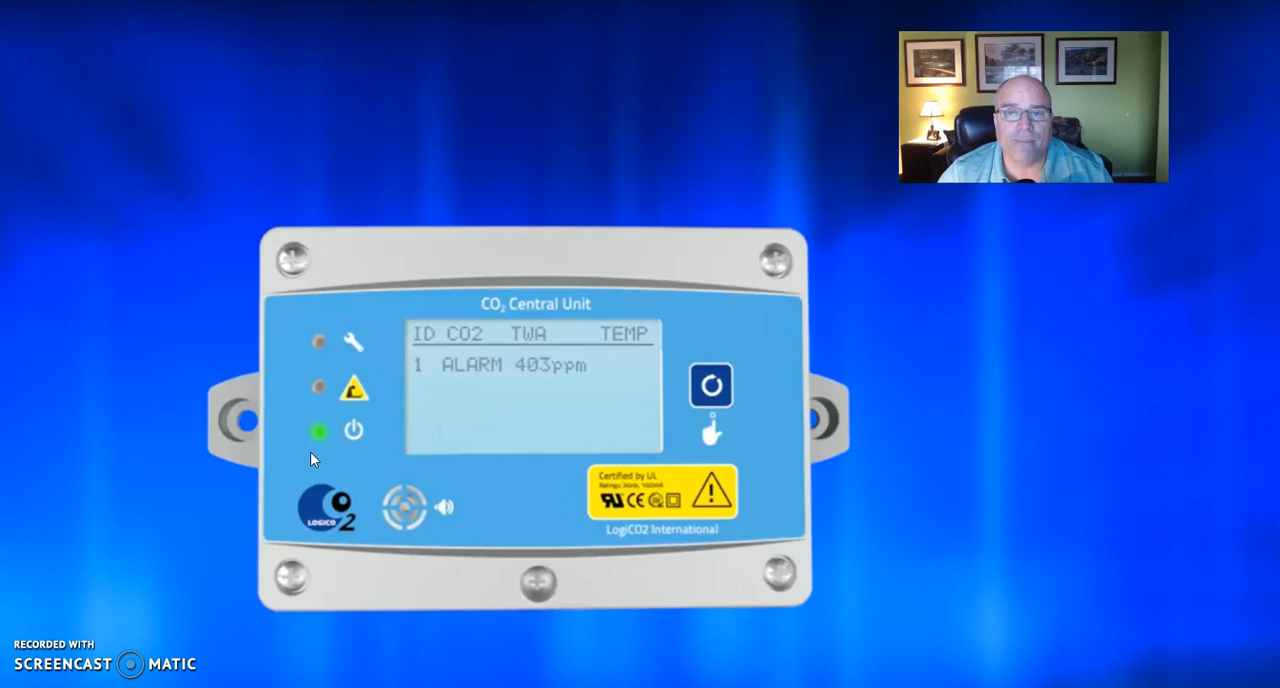 CO₂ Central Unit
ID CO2 TWA TEMP
1 ALARM 403ppm
Certified by UL
LOGICO2
LogiCO2 International
RECORDED WITH
SCREENCAST MATIC